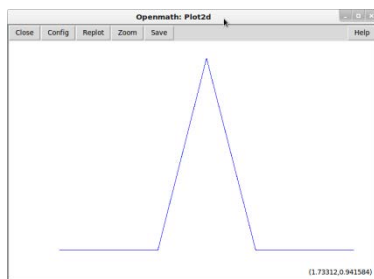 Openmath: Plot2d
Close Config Replot Zoom Save Help
(1.73312,0.941584)